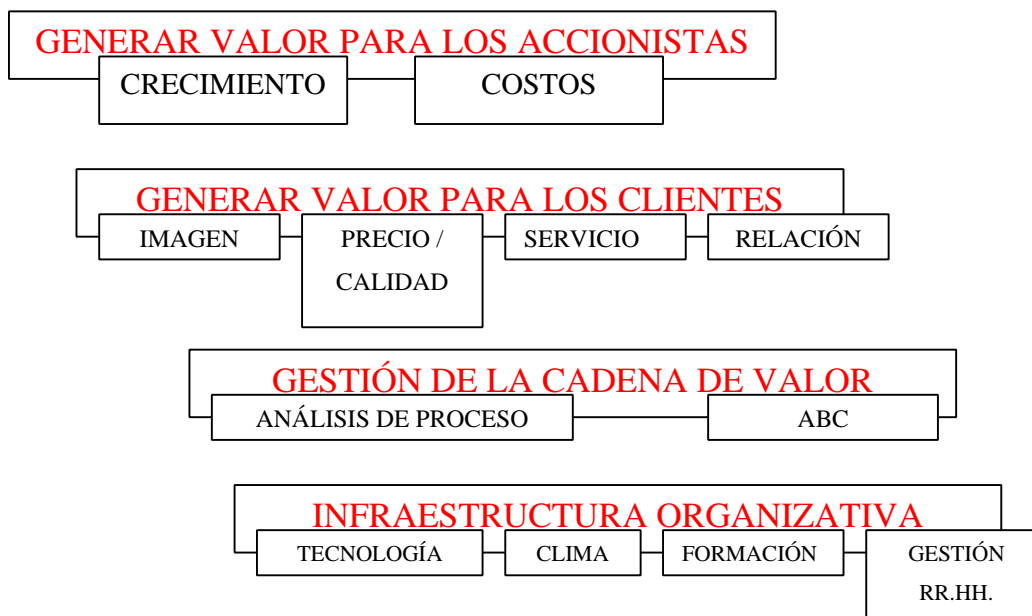 GENERAR VALOR PARA LOS ACCIONISTAS
CRECIMIENTO
COSTOS
GENERAR VALOR PARA LOS CLIENTES
IMAGEN
PRECIO /
CALIDAD
SERVICIO
RELACIÓN
GESTIÓN DE LA CADENA DE VALOR
ANÁLISIS DE PROCESO
ABC
INFRAESTRUCTURA ORGANIZATIVA
TECNOLOGÍA
CLIMA
FORMACIÓN
GESTIÓN
RR.HH.